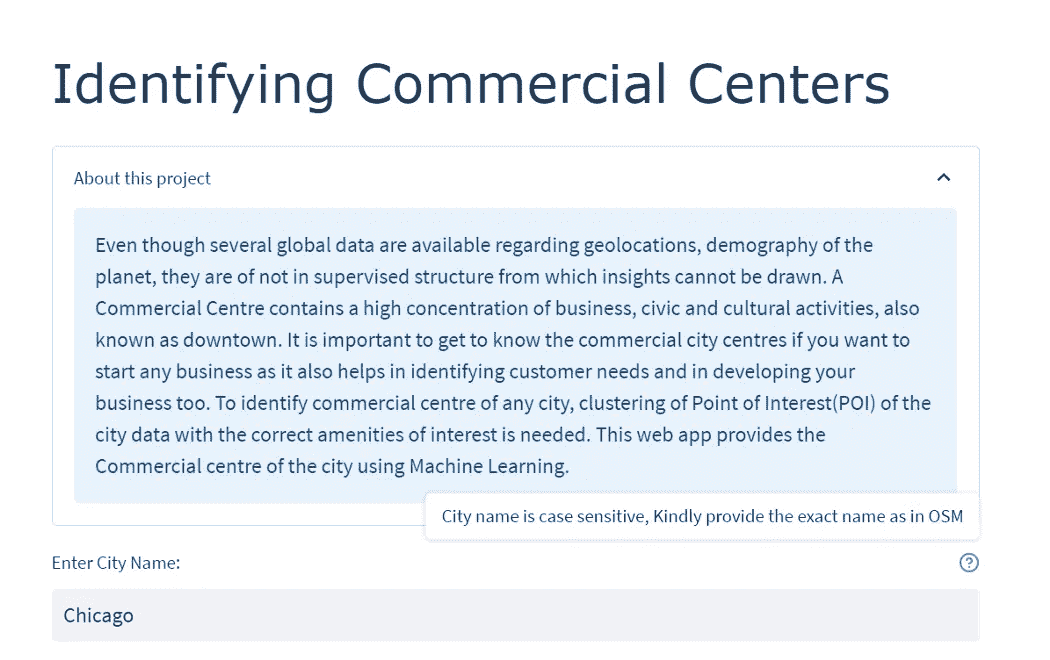 Identifying Commercial Centers
About this project
Even though several global data are available regarding geolocations, demography of the
planet, they are of not in supervised structure from which insights cannot be drawn. A
Commercial Centre contains a high concentration of business, civic and cultural activities, also
known as downtown. It is important to get to know the commercial city centres if you want to
start any business as it also helps in identifying customer needs and in developing your
business too. To identify commercial centre of any city, clustering of Point of Interest(POI) of the
city data with the correct amenities of interest is needed. This web app provides the
Commercial centre of the city using Machine Learning.
City name is case sensitive, Kindly provide the exact name as in OSM
Enter City Name:
Chicago